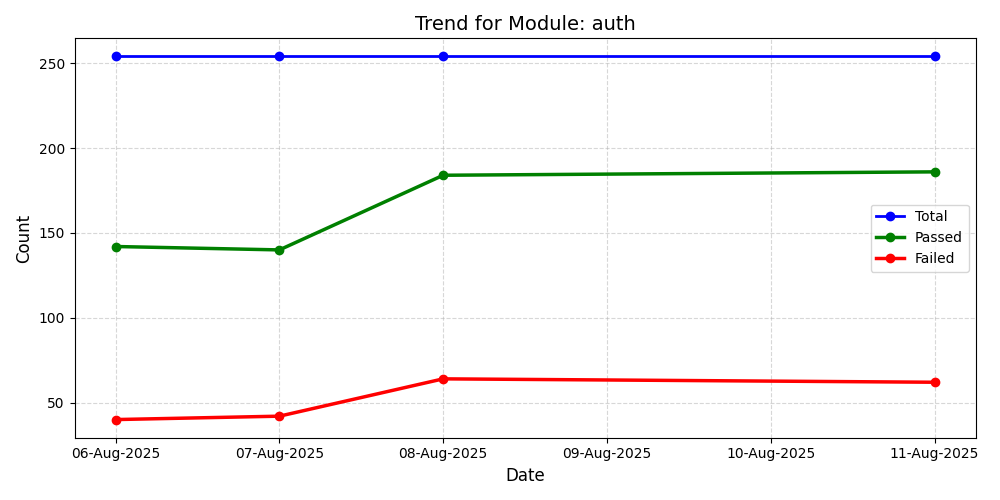 Trend for Module: auth
Count
250
200
150
100
50
Total
Passed
Failed
06-Aug-2025
07-Aug-2025
08-Aug-2025
09-Aug-2025
10-Aug-2025
11-Aug-2025
Date